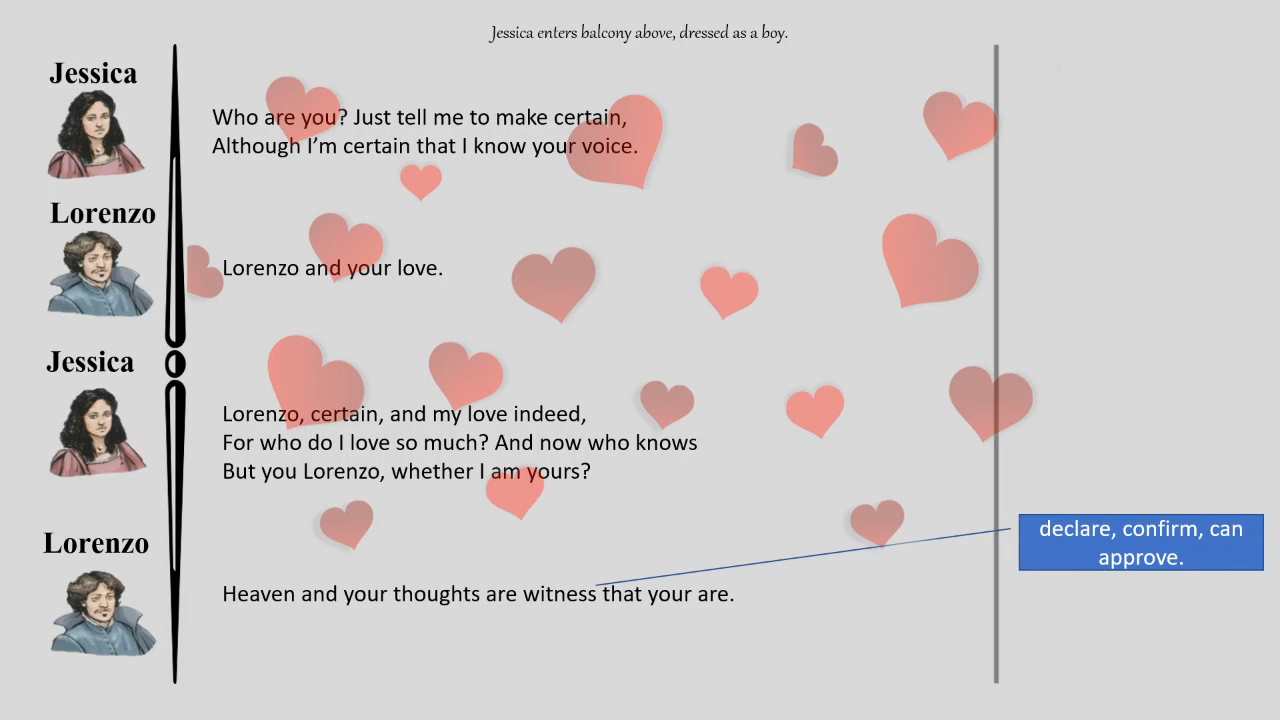 Jessica enters balcony above, dressed as a boy.
Jessica
Who are you? Just tell me to make certain,
Although I'm certain that I know your voice.
Lorenzo
Lorenzo and your love.
Jessica
Lorenzo, certain, and my love indeed,
For who do I love so much? And now who knows
But you Lorenzo, whether I am yours?
Lorenzo
Heaven and your thoughts are witness that your are.
declare, confirm, can
approve.